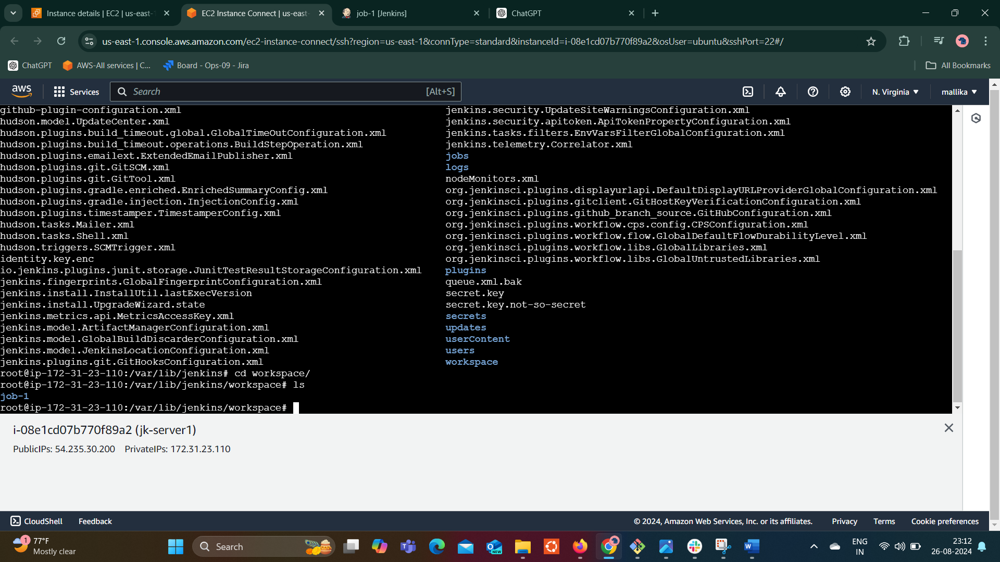 Instance details | EC2 | us-east-
EC2 Instance Connect | us-east-
job-1 [Jenkins]
ChatGPT
us-east-1.console.aws.amazon.com/ec2-instance-connect/ssh?region=us-east-1&connType=standard&instanceId=i-08e1cd07b770f89a2&osUser=ubuntu&sshPort=22#/
ChatGPT
AWS-All services | C...
Board - Ops-09 - Jira
All Bookmarks
aws
Services
Search
[Alt+S]
N. Virginia
mallika
github-plugin-configuration.xml
hudson.model.UpdateCenter.xml
hudson.plugins.build_timeout.global.GlobalTimeOutConfiguration.xml
hudson.plugins.build_timeout.operations.BuildStepOperation.xml
hudson.plugins.emailext.ExtendedEmailPublisher.xml
hudson.plugins.git.GitSCM.xml
hudson.plugins.git.GitTool.xml
hudson.plugins.gradle.enriched.EnrichedSummaryConfig.xml
hudson.plugins.gradle.injection.InjectionConfig.xml
hudson.plugins.timestamper.TimestamperConfig.xml
hudson.tasks.Mailer.xml
hudson.tasks.Shell.xml
hudson.triggers.SCMTrigger.xml
identity.key.enc
io.jenkins.plugins.junit.storage.JunitTestResultStorageConfiguration.xml
jenkins.fingerprints.GlobalFingerprintConfiguration.xml
jenkins.install.InstallUtil.lastExecVersion
jenkins.install.UpgradeWizard.state
jenkins.metrics.api.MetricsAccessKey.xml
jenkins.model.ArtifactManagerConfiguration.xml
jenkins.model.GlobalBuildDiscarderConfiguration.xml
jenkins.model.JenkinsLocationConfiguration.xml
jenkins.plugins.git.GitHooksConfiguration.xml
jenkins.security.UpdateSiteWarningsConfiguration.xml
jenkins.security.apitoken.ApiTokenPropertyConfiguration.xml
jenkins.tasks.filters.EnvVarsFilterGlobalConfiguration.xml
jenkins.telemetry.Correlator.xml
jobs
logs
nodeMonitors.xml
org.jenkinsci.plugins.displayurlapi.DefaultDisplayURLProviderGlobalConfiguration.xml
org.jenkinsci.plugins.gitclient.GitHostKeyVerificationConfiguration.xml
org.jenkinsci.plugins.github_branch_source.GitHubConfiguration.xml
org.jenkinsci.plugins.workflow.cps.config.CPSConfiguration.xml
org.jenkinsci.plugins.workflow.flow.GlobalDefaultFlowDurabilityLevel.xml
org.jenkinsci.plugins.workflow.libs.GlobalLibraries.xml
org.jenkinsci.plugins.workflow.libs.GlobalUntrustedLibraries.xml
plugins
queue.xml.bak
secret.key
secret.key.not-so-secret
secrets
updates
userContent
users
workspace
root@ip-172-31-23-110:/var/lib/jenkins# cd workspace/
root@ip-172-31-23-110:/var/lib/jenkins/workspace# ls
job-1
root@ip-172-31-23-110:/var/lib/jenkins/workspace#
i-08e1cd07b770f89a2 (jk-server1)
PublicIPs: 54.235.30.200 PrivateIPs: 172.31.23.110
CloudShell
Feedback
© 2024, Amazon Web Services, Inc. or its affiliates.
Privacy
Terms
Cookie preferences
1
77°F
Mostly clear
Search
NEW
ENG
IN
23:12
26-08-2024